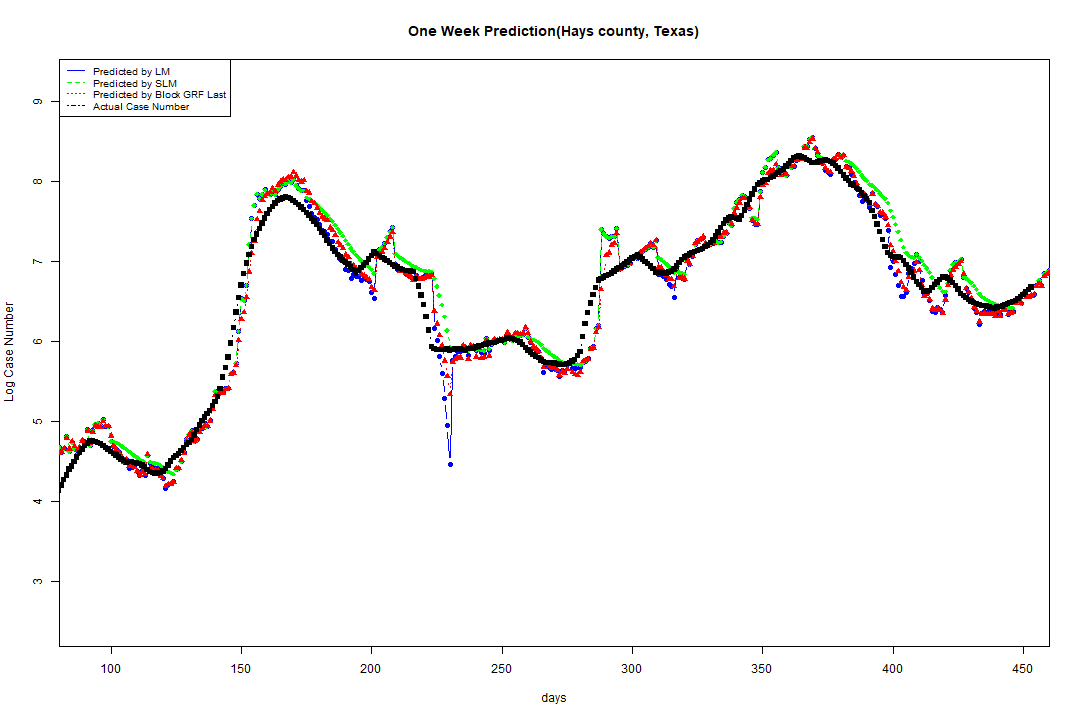 One Week Prediction(Hays county, Texas)
Predicted by LM
Predicted by SLM
Predicted by Block GRF Last
Actual Case Number
9
8
7
6
5
4
3
Log Case Number
100 150 200 250 300 350 400 450
days